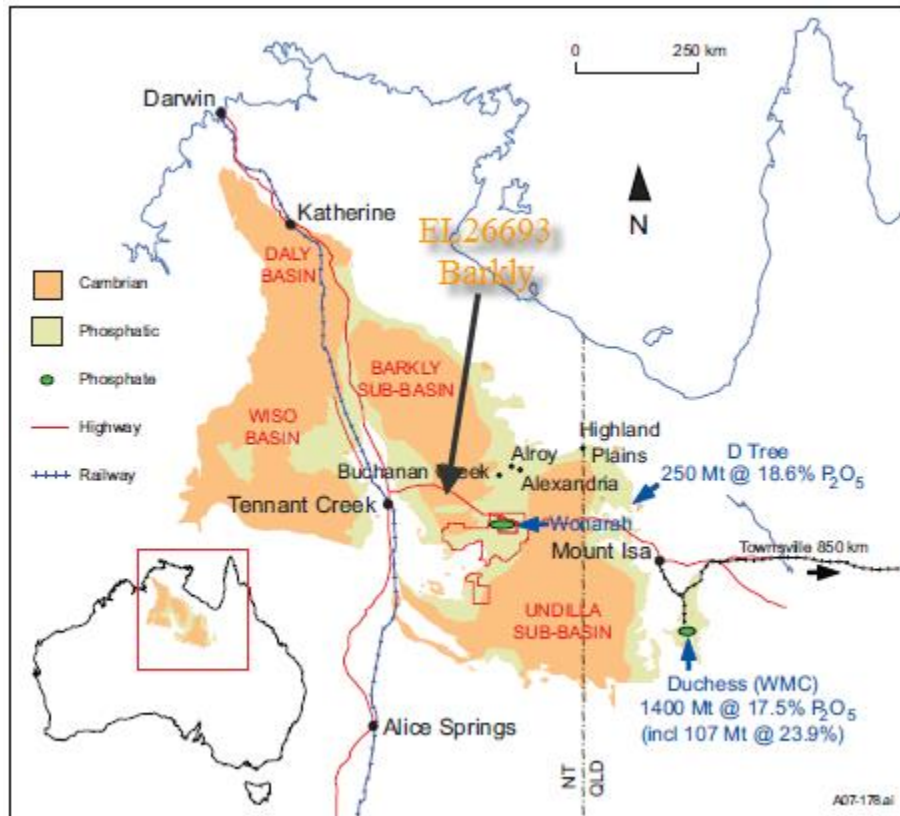 0 250 km
Darwin
N
Katherine
EL26693
Barkly
DALY
BASIN
Cambrian
Phosphatic
Phosphate
Highway
Railway
BARKLY
SUB-BASIN
WISO
BASIN
Highland
Plains
Alroy
Buchanan Creek
Alexandria
D Tree
250 Mt @ 18.6% P₂O₅
Tennant Creek
Wonarah
Mount Isa
Townsville 850 km
UNDILLA
SUB-BASIN
Duchess (WMC)
1400 Mt @ 17.5% P₂O₅
(incl 107 Mt @ 23.9%)
Alice Springs
NT
QLD
A07-178.ai